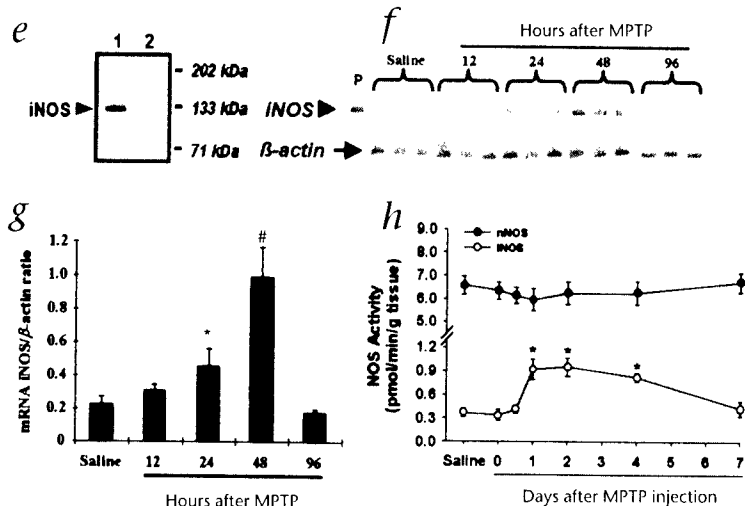 e
1 2
202 kDa
iNOS
133 kDa
71 kDa
f
Hours after MPTP
P
Saline
12
24
48
96
iNOS
ß-actin
g
mRNA iNOS/β-actin ratio
1.2
1.0
0.8
0.6
0.4
0.2
0
*
#
Saline 12 24 48 96
Hours after MPTP
h
NOS Activity
(pmol/min/g tissue)
nNOS
iNOS
9.0
8.0
7.0
6.0
1.2
0.9
0.6
0.3
0.0
* * *
Saline 0 1 2 3 4 5 6 7
Days after MPTP injection